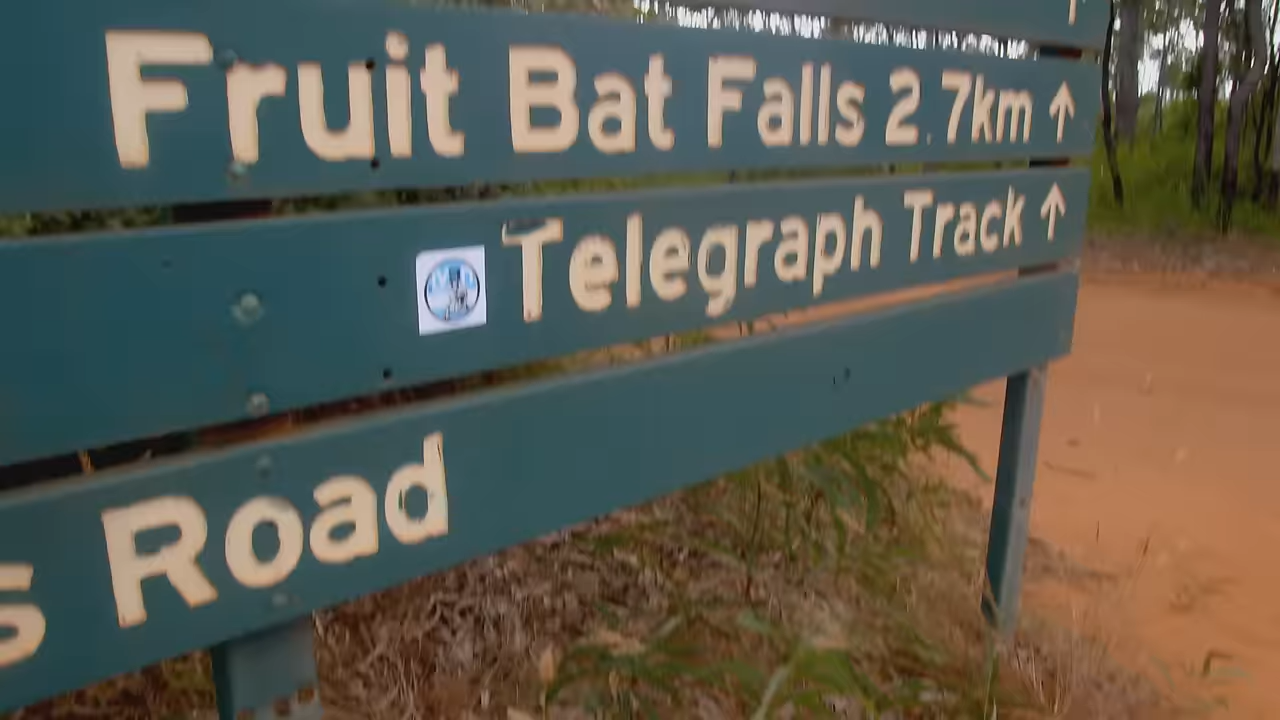 Fruit Bat Falls 2.7km ↑
Telegraph Track ↑
s Road